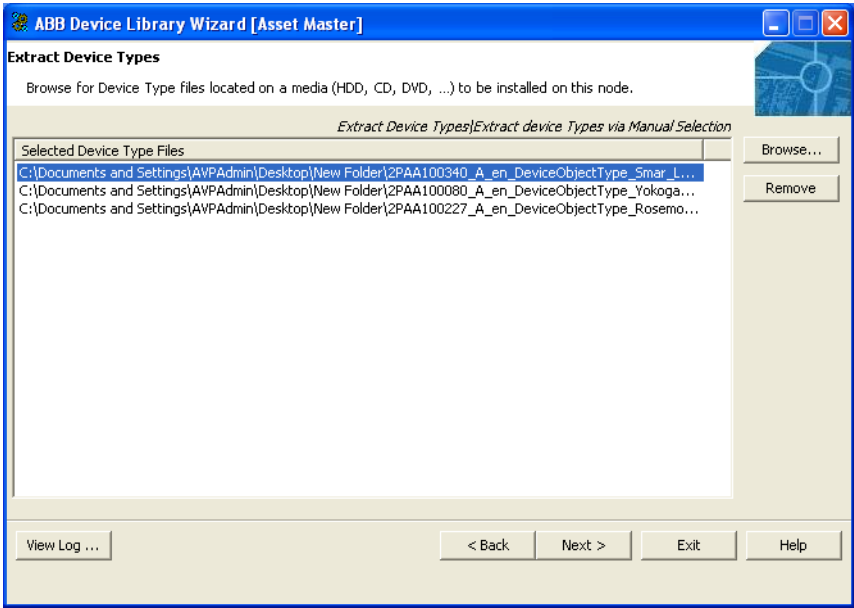 ABB Device Library Wizard [Asset Master]
Extract Device Types
Browse for Device Type files located on a media (HDD, CD, DVD, ...) to be installed on this node.
Extract Device Types|Extract device Types via Manual Selection
Selected Device Type Files
Browse...
C:\Documents and Settings\AVPAdmin\Desktop\New Folder\2PAA100340_A_en_DeviceObjectType_Smar_L...
Remove
C:\Documents and Settings\AVPAdmin\Desktop\New Folder\2PAA100080_A_en_DeviceObjectType_Yokoga...
C:\Documents and Settings\AVPAdmin\Desktop\New Folder\2PAA100227_A_en_DeviceObjectType_Rosemo...
View Log ...
< Back
Next >
Exit
Help